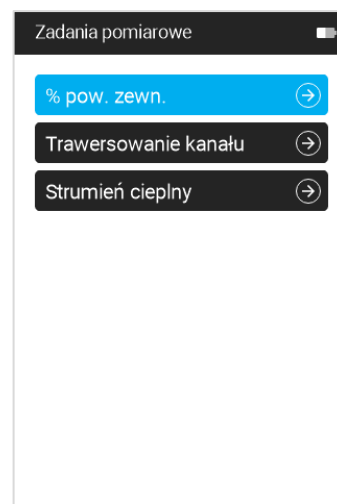 Zadania pomiarowe
% pow. zewn.
Trawersowanie kanału
Strumień cieplny